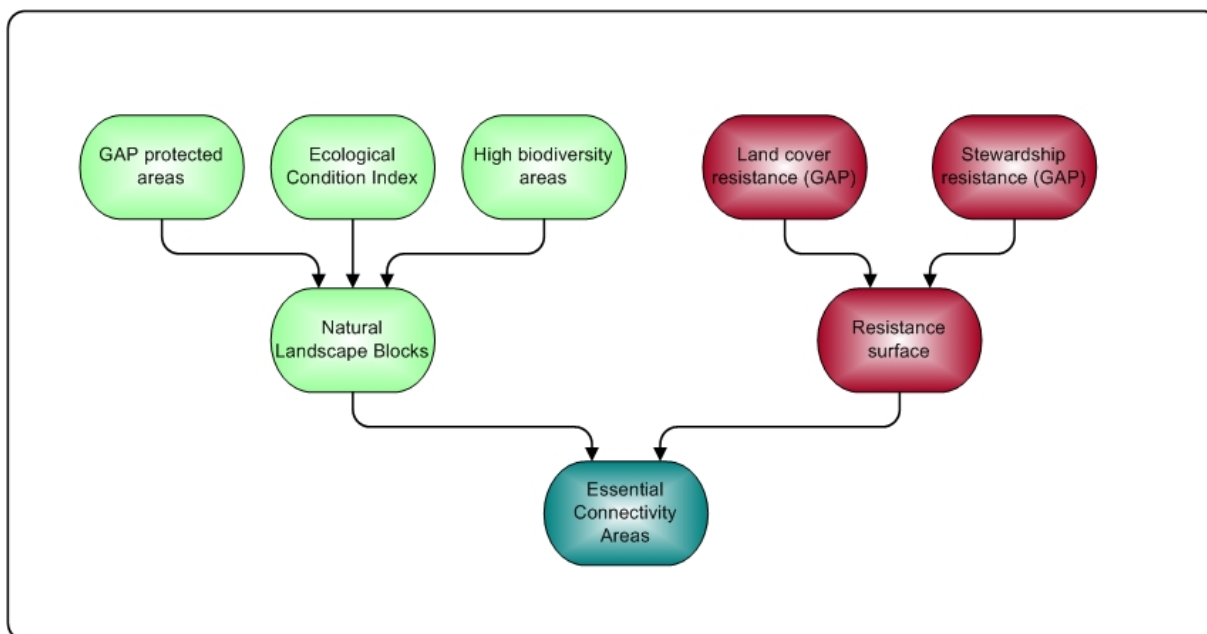 GAP protected
areas
Ecological
Condition Index
High biodiversity
areas
Land cover
resistance (GAP)
Stewardship
resistance (GAP)
Natural
Landscape Blocks
Resistance
surface
Essential
Connectivity
Areas